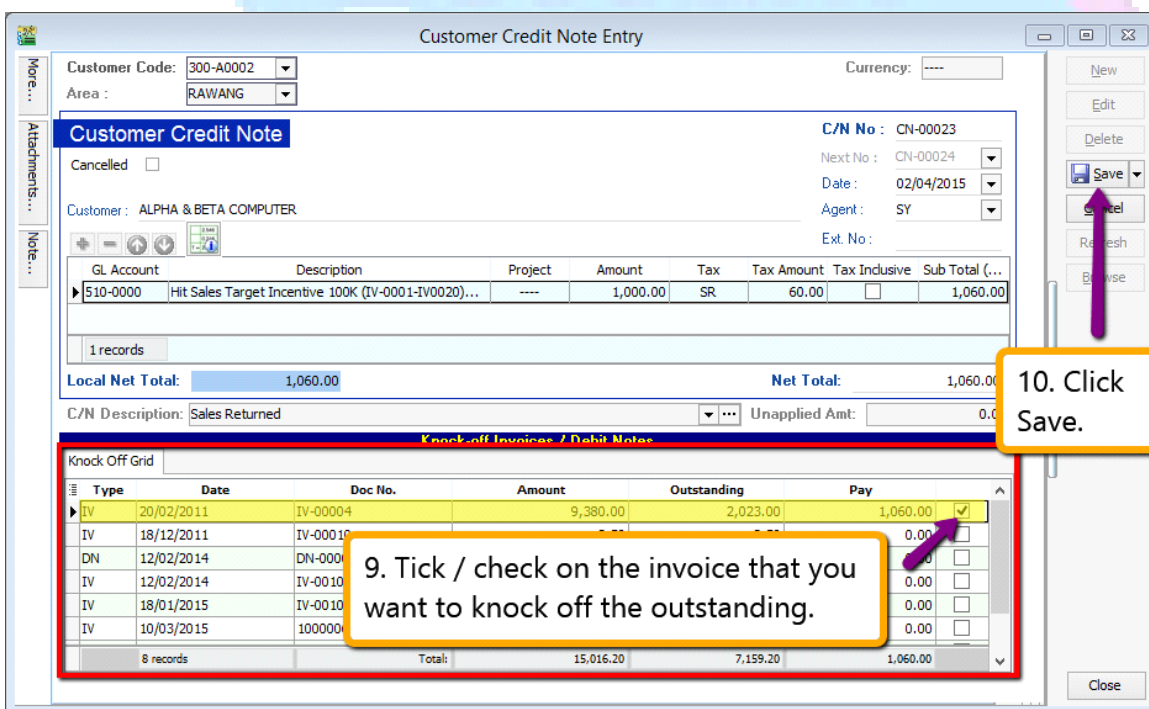 Customer Credit Note Entry
More...
Attachments...
Note...
Customer Code: 300-A0002
Currency: ----
Area : RAWANG
Customer Credit Note
Cancelled
C/N No : CN-00023
Next No : CN-00024
Date : 02/04/2015
Customer : ALPHA & BETA COMPUTER
Agent : SY
Ext. No :
GL Account Description Project Amount Tax Tax Amount Tax Inclusive Sub Total (...
510-0000 Hit Sales Target Incentive 100K (IV-0001-IV0020)... ---- 1,000.00 SR 60.00 1,060.00
1 records
Local Net Total: 1,060.00 Net Total: 1,060.00
C/N Description: Sales Returned Unapplied Amt: 0.0
Knock-off Invoices / Debit Notes
Knock Off Grid
Type Date Doc No. Amount Outstanding Pay
IV 20/02/2011 IV-00004 9,380.00 2,023.00 1,060.00
IV 18/12/2011 0.00
DN 12/02/2014
IV 12/02/2014 0.00
IV 18/01/2015 0.00
IV 10/03/2015 0.00
8 records Total: 15,016.20 7,159.20 1,060.00
9. Tick / check on the invoice that you
want to knock off the outstanding.
New
Edit
Delete
Save
Cancel
Refresh
Browse
10. Click
Save.
Close